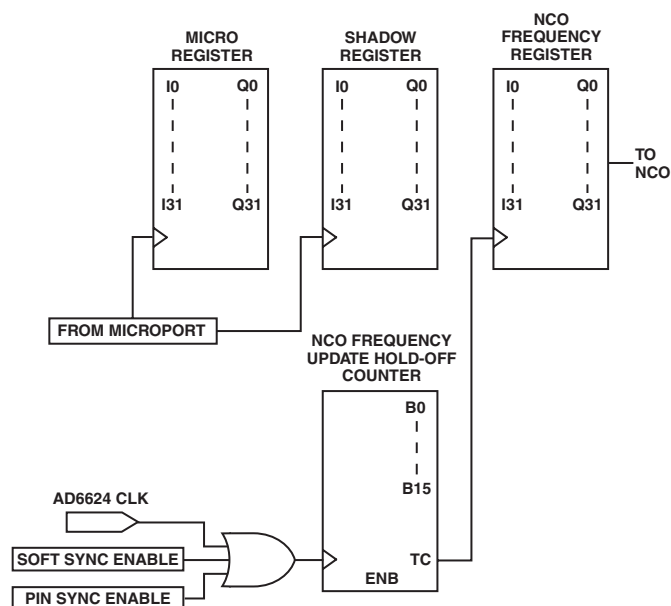 MICRO
REGISTER
I0
Q0
I31
Q31
SHADOW
REGISTER
I0
Q0
I31
Q31
NCO
FREQUENCY
REGISTER
I0
Q0
I31
Q31
TO
NCO
FROM MICROPORT
NCO FREQUENCY
UPDATE HOLD-OFF
COUNTER
B0
B15
TC
ENB
AD6624 CLK
SOFT SYNC ENABLE
PIN SYNC ENABLE